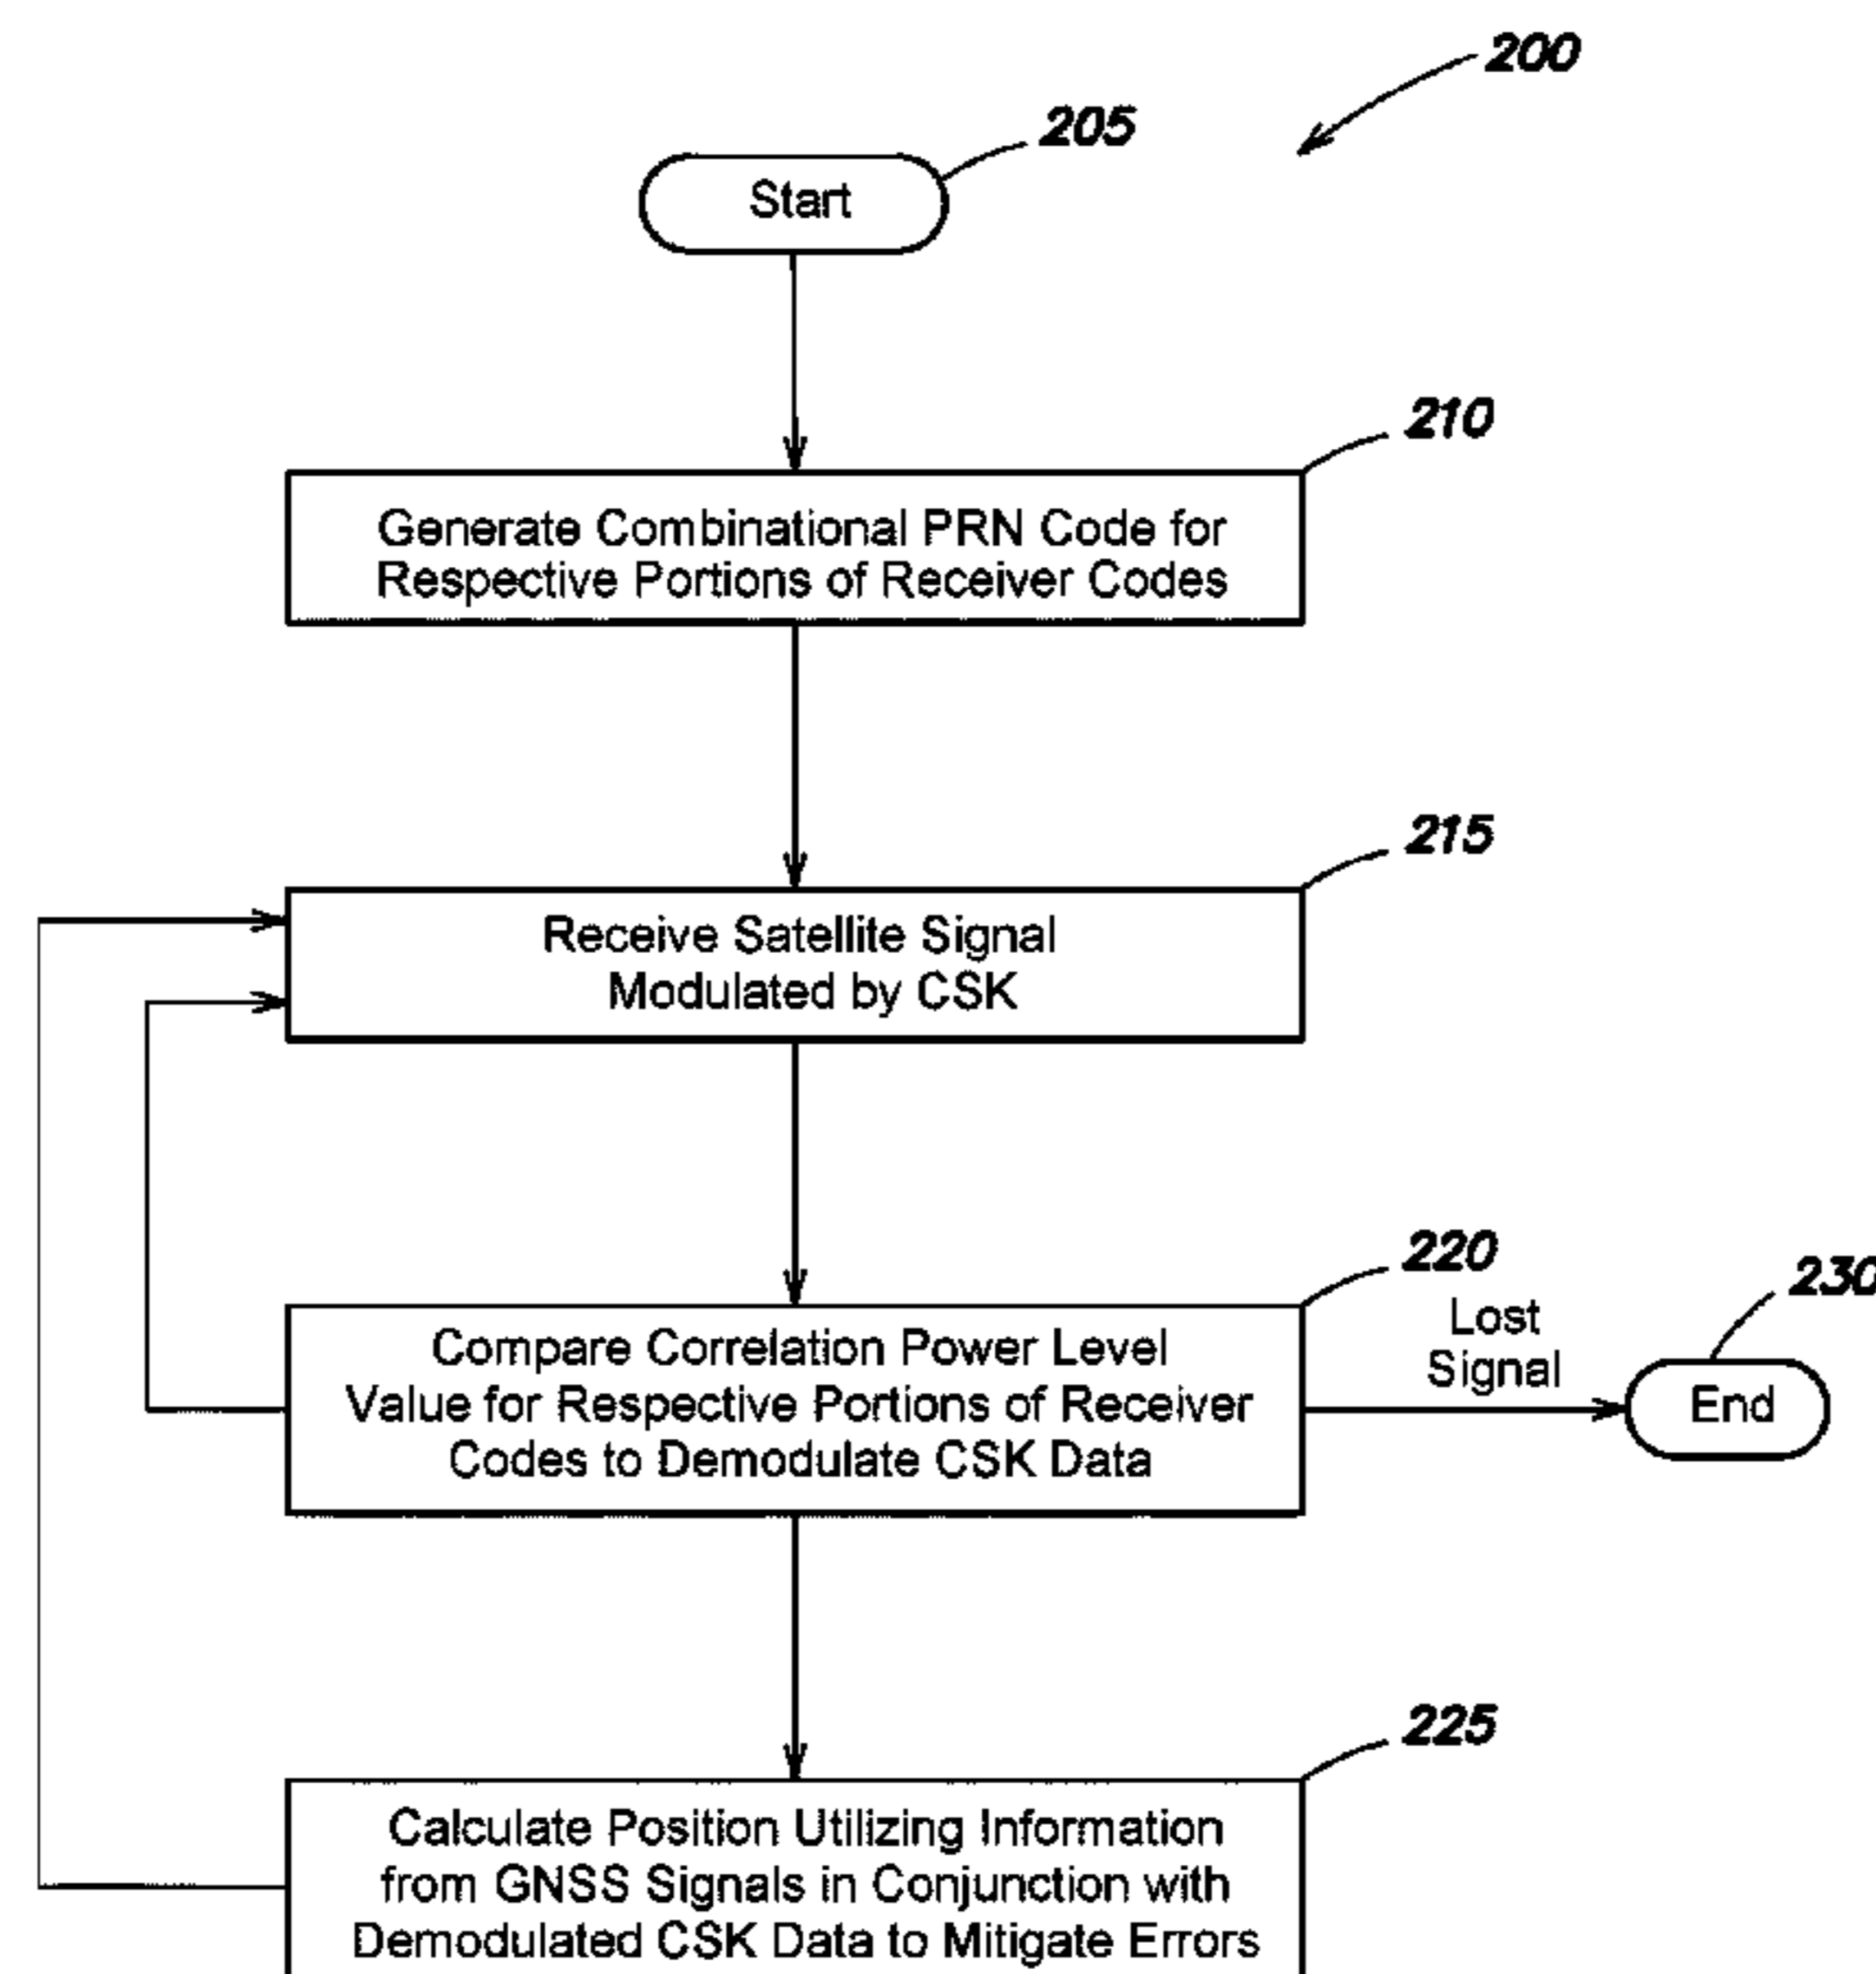 200
205
Start
210
Generate Combinational PRN Code for
Respective Portions of Receiver Codes
215
Receive Satellite Signal
Modulated by CSK
220
230
Lost
Signal
Compare Correlation Power Level
Value for Respective Portions of Receiver
Codes to Demodulate CSK Data
End
225
Calculate Position Utilizing Information
from GNSS Signals in Conjunction with
Demodulated CSK Data to Mitigate Errors